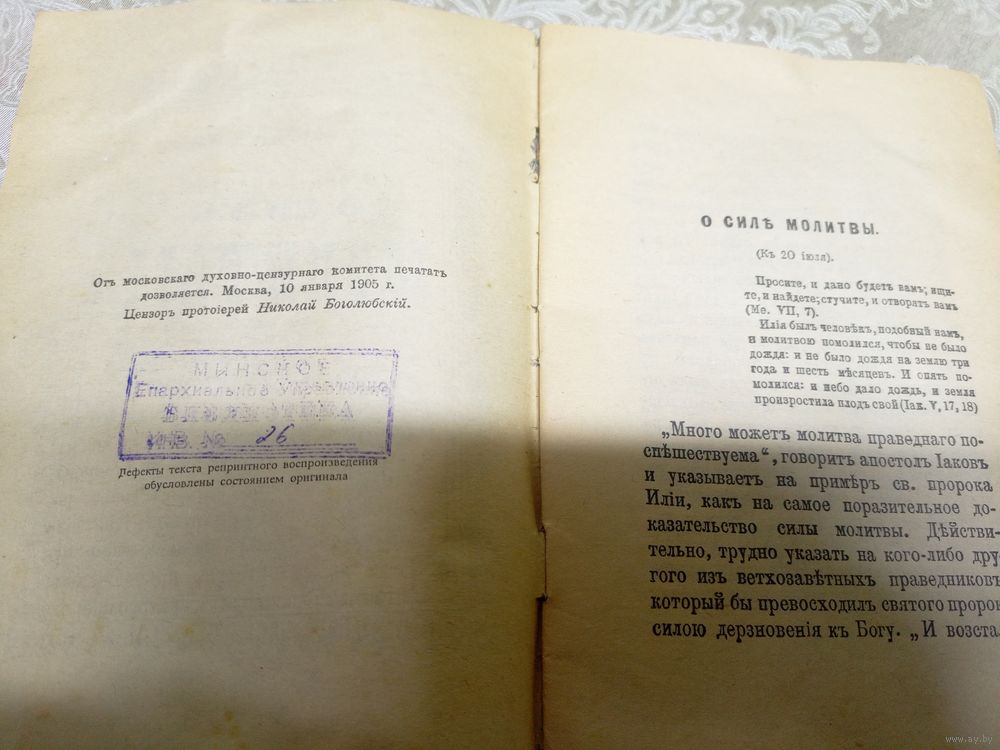 Отъ московскаго духовно-цензурнаго комитета печатать
дозволяется. Москва, 10 января 1905 г.
Цензоръ протоіерей Николай Боголюбскій.
МИНСКОЕ
Епархиальное Управление
БИБЛИОТЕКА
ИНВ. № 26
Дефекты текста репринтного воспроизведения
обусловлены состоянием оригинала
О СИЛѢ МОЛИТВЫ.
(Къ 20 іюля).
Просите, и дано будетъ вамъ; ищи-
те, и найдете; стучите, и отворятъ вамъ
(Мѳ. VII, 7).
Илія былъ человѣкъ, подобный намъ,
и молитвою помолился, чтобы не было
дождя: и не было дождя на землю три
года и шесть мѣсяцевъ. И опять по-
молился: и небо дало дождь, и земля
произростила плодъ свой (Іак. V, 17, 18)
„Много можетъ молитва праведнаго по-
спѣшествуема“, говоритъ апостолъ Іаковъ
и указываетъ на примѣръ св. пророка
Иліи, какъ на самое поразительное до-
казательство силы молитвы. Дѣйстви-
тельно, трудно указать на кого-либо дру-
гого изъ ветхозавѣтныхъ праведниковъ
который бы превосходилъ святого пророк
силою дерзновенія къ Богу. „И возста
www.ay.by